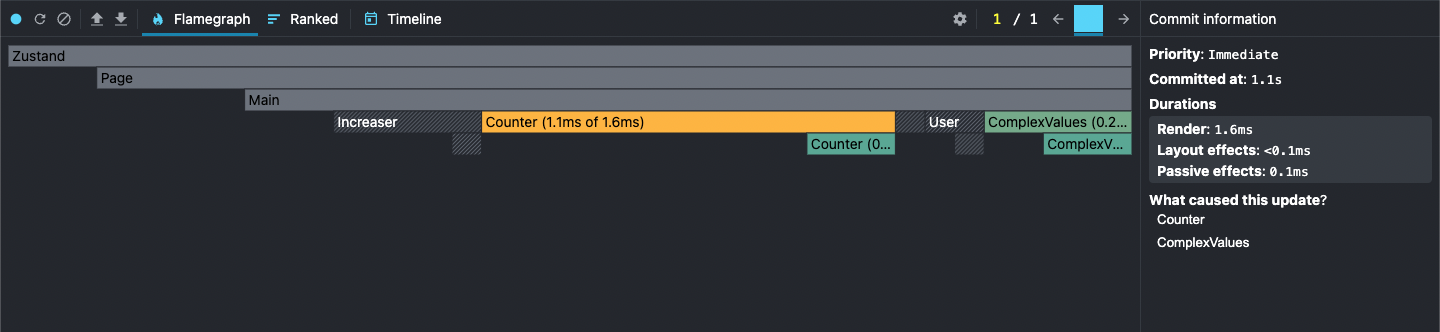 Flamegraph Ranked Timeline 1 / 1 Commit information
Zustand
Page
Main
Increaser Counter (1.1ms of 1.6ms) User ComplexValues (0.2...
Counter (0... ComplexV...
Priority: Immediate
Committed at: 1.1s
Durations
Render: 1.6ms
Layout effects: <0.1ms
Passive effects: 0.1ms
What caused this update?
Counter
ComplexValues